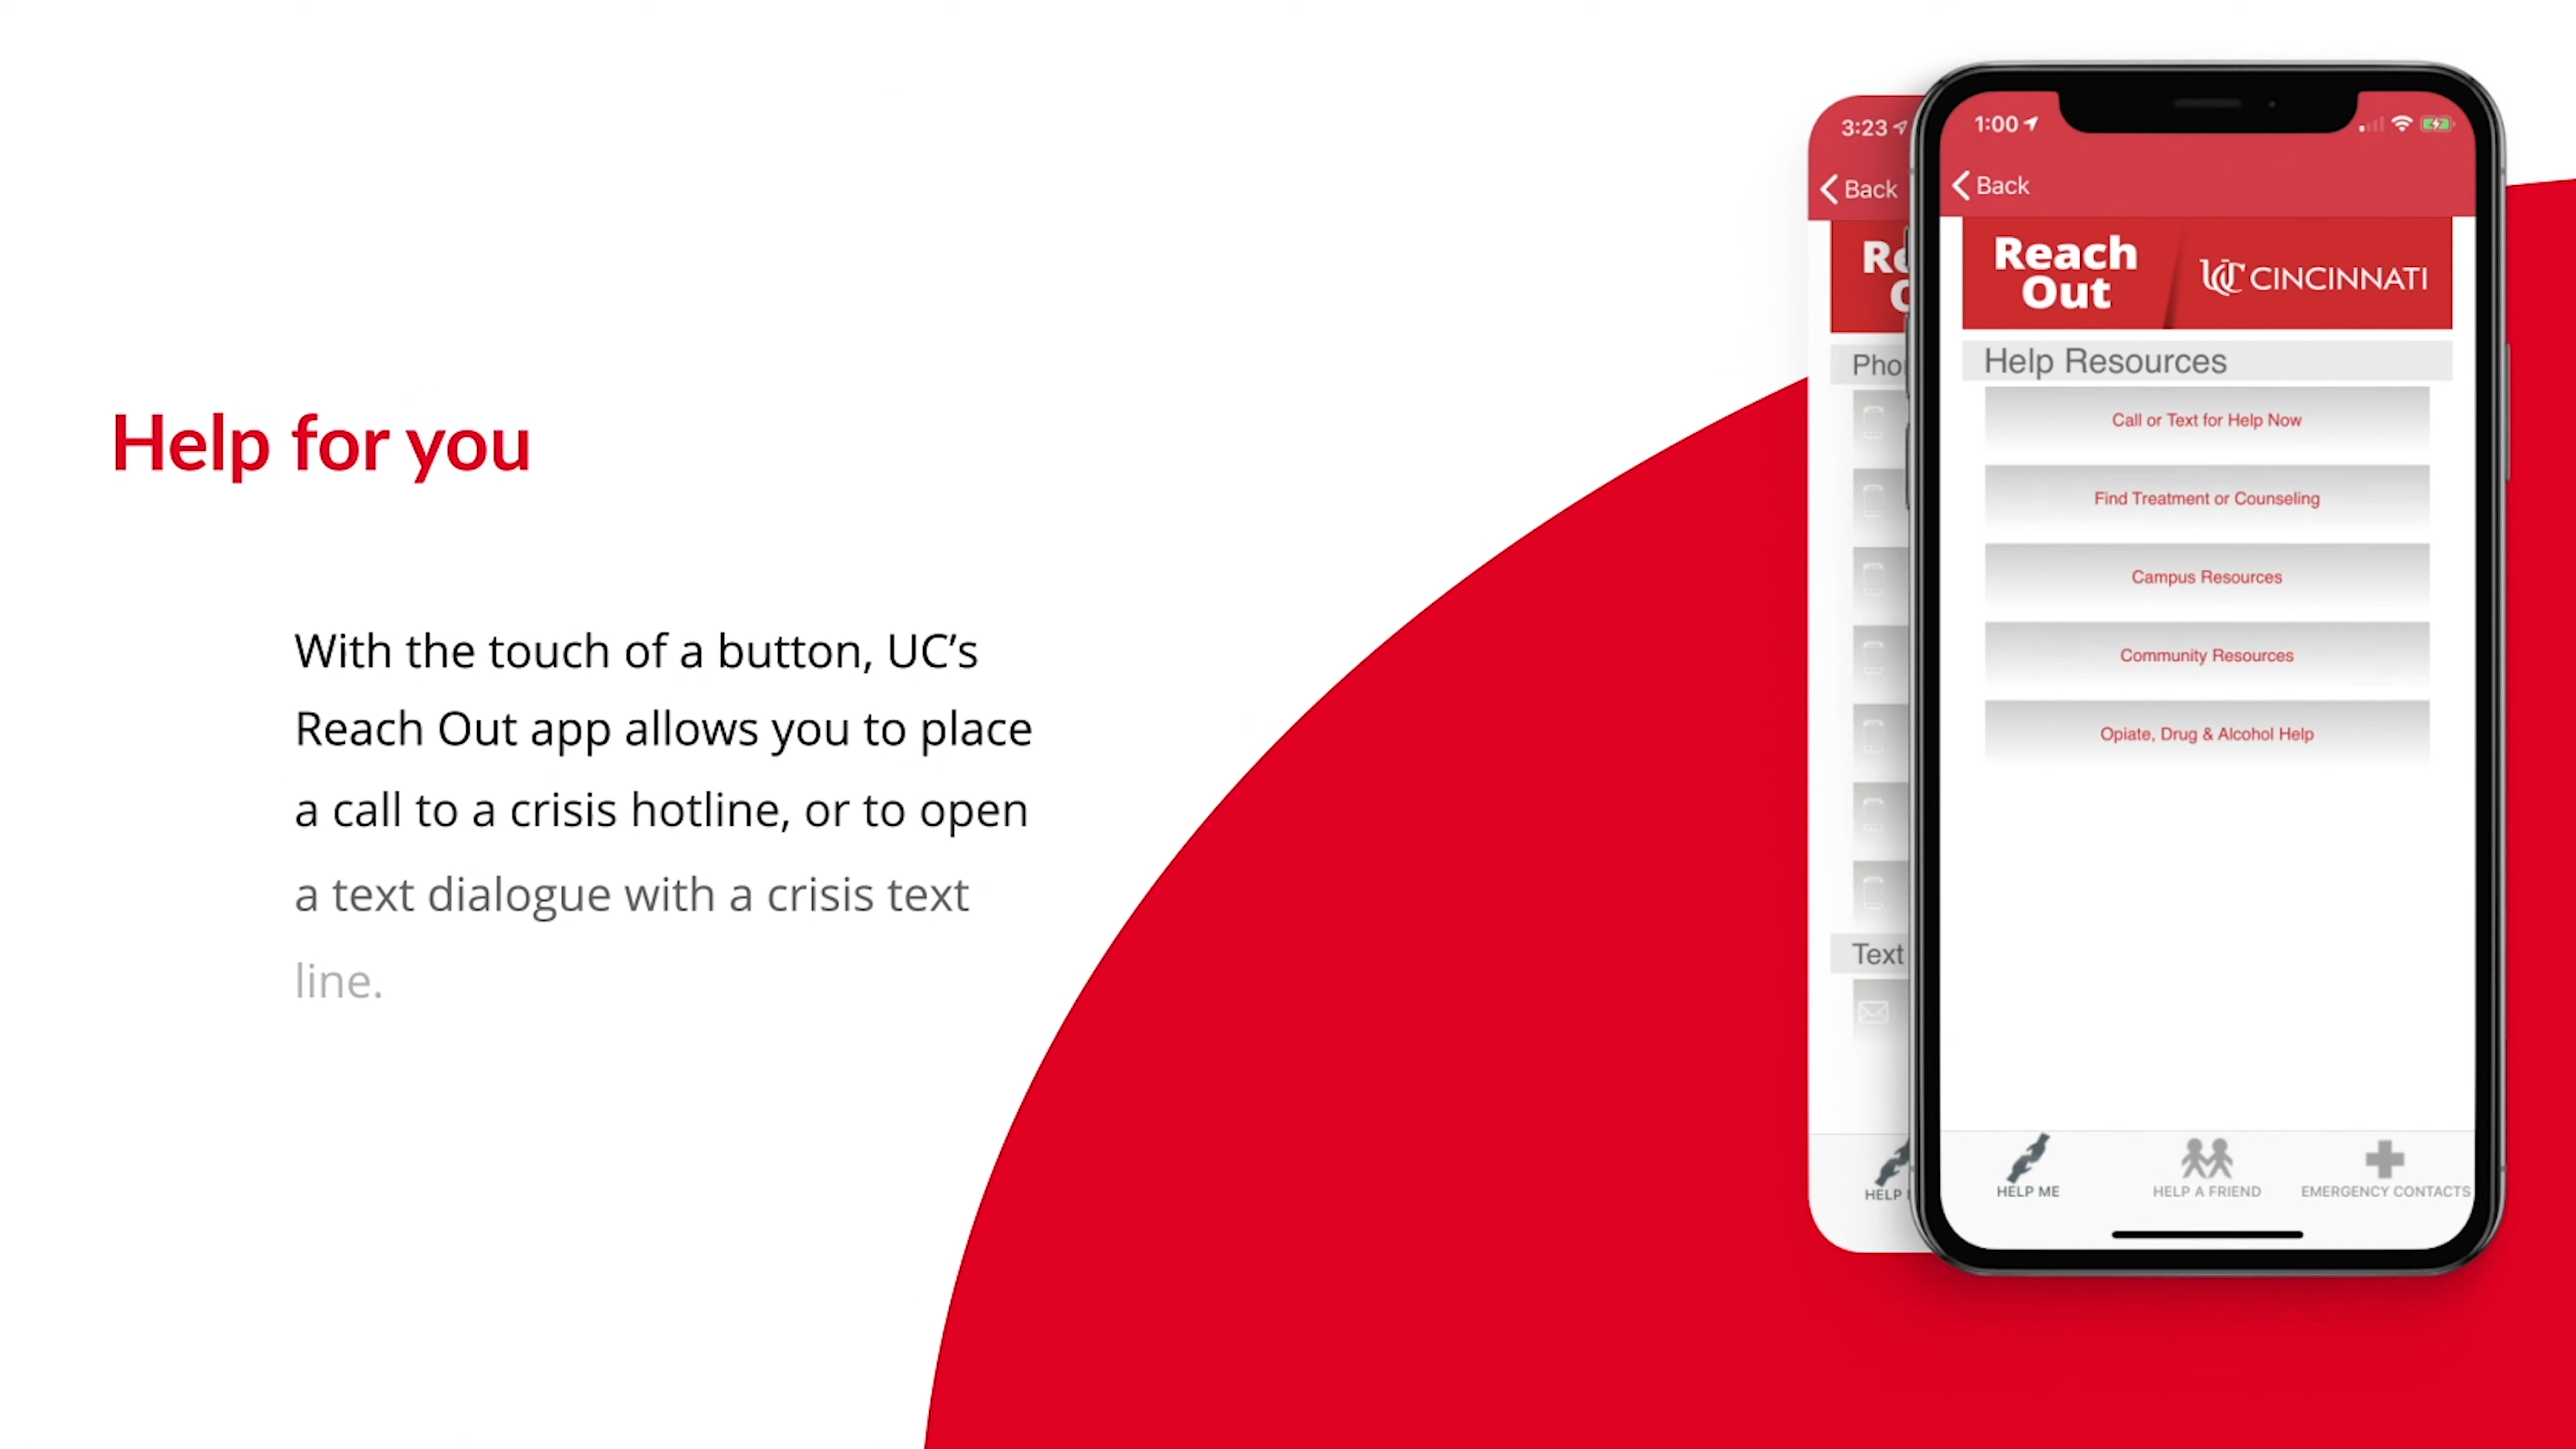 Help for you
With the touch of a button, UC’s
Reach Out app allows you to place
a call to a crisis hotline, or to open
a text dialogue with a crisis text
line.
3:23
Back
Text
HELP
1:00
Back
Reach
Out
UC CINCINNATI
Help Resources
Call or Text for Help Now
Find Treatment or Counseling
Campus Resources
Community Resources
Opiate, Drug & Alcohol Help
HELP ME
HELP A FRIEND
EMERGENCY CONTACTS